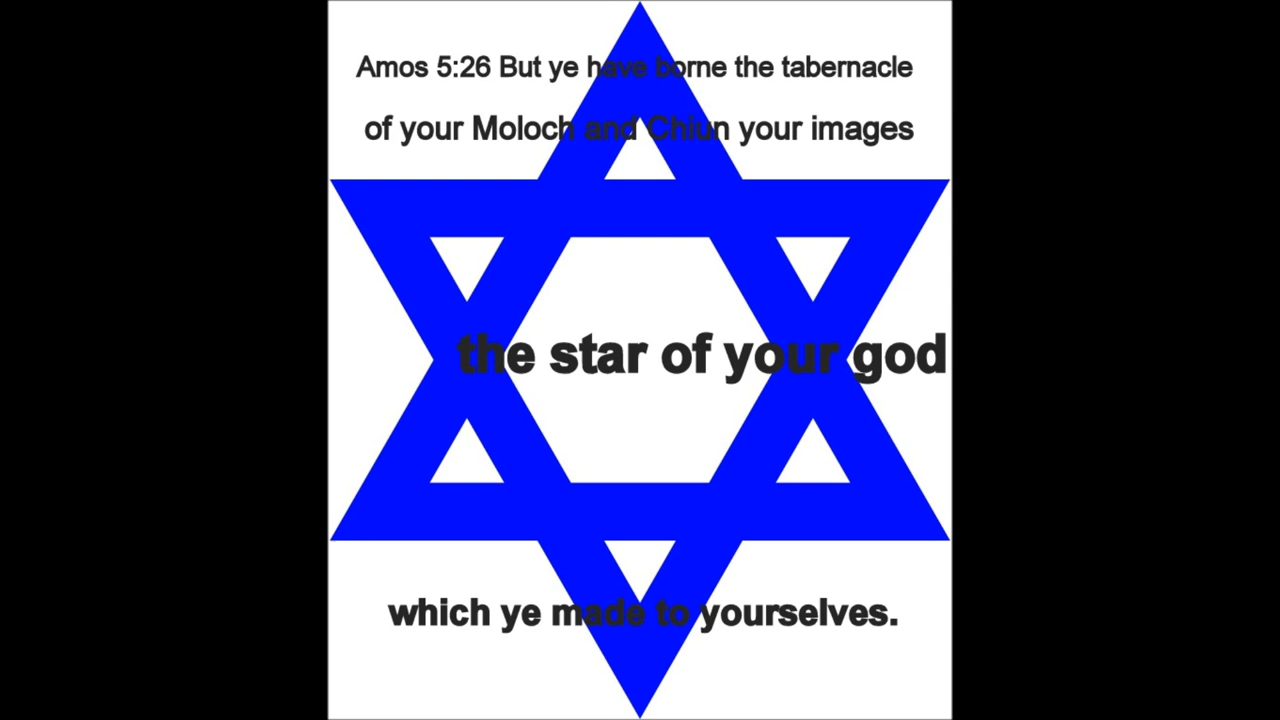 Amos 5:26 But ye have borne the tabernacle
of your Moloch and Chiun your images
the star of your god
which ye made to yourselves.